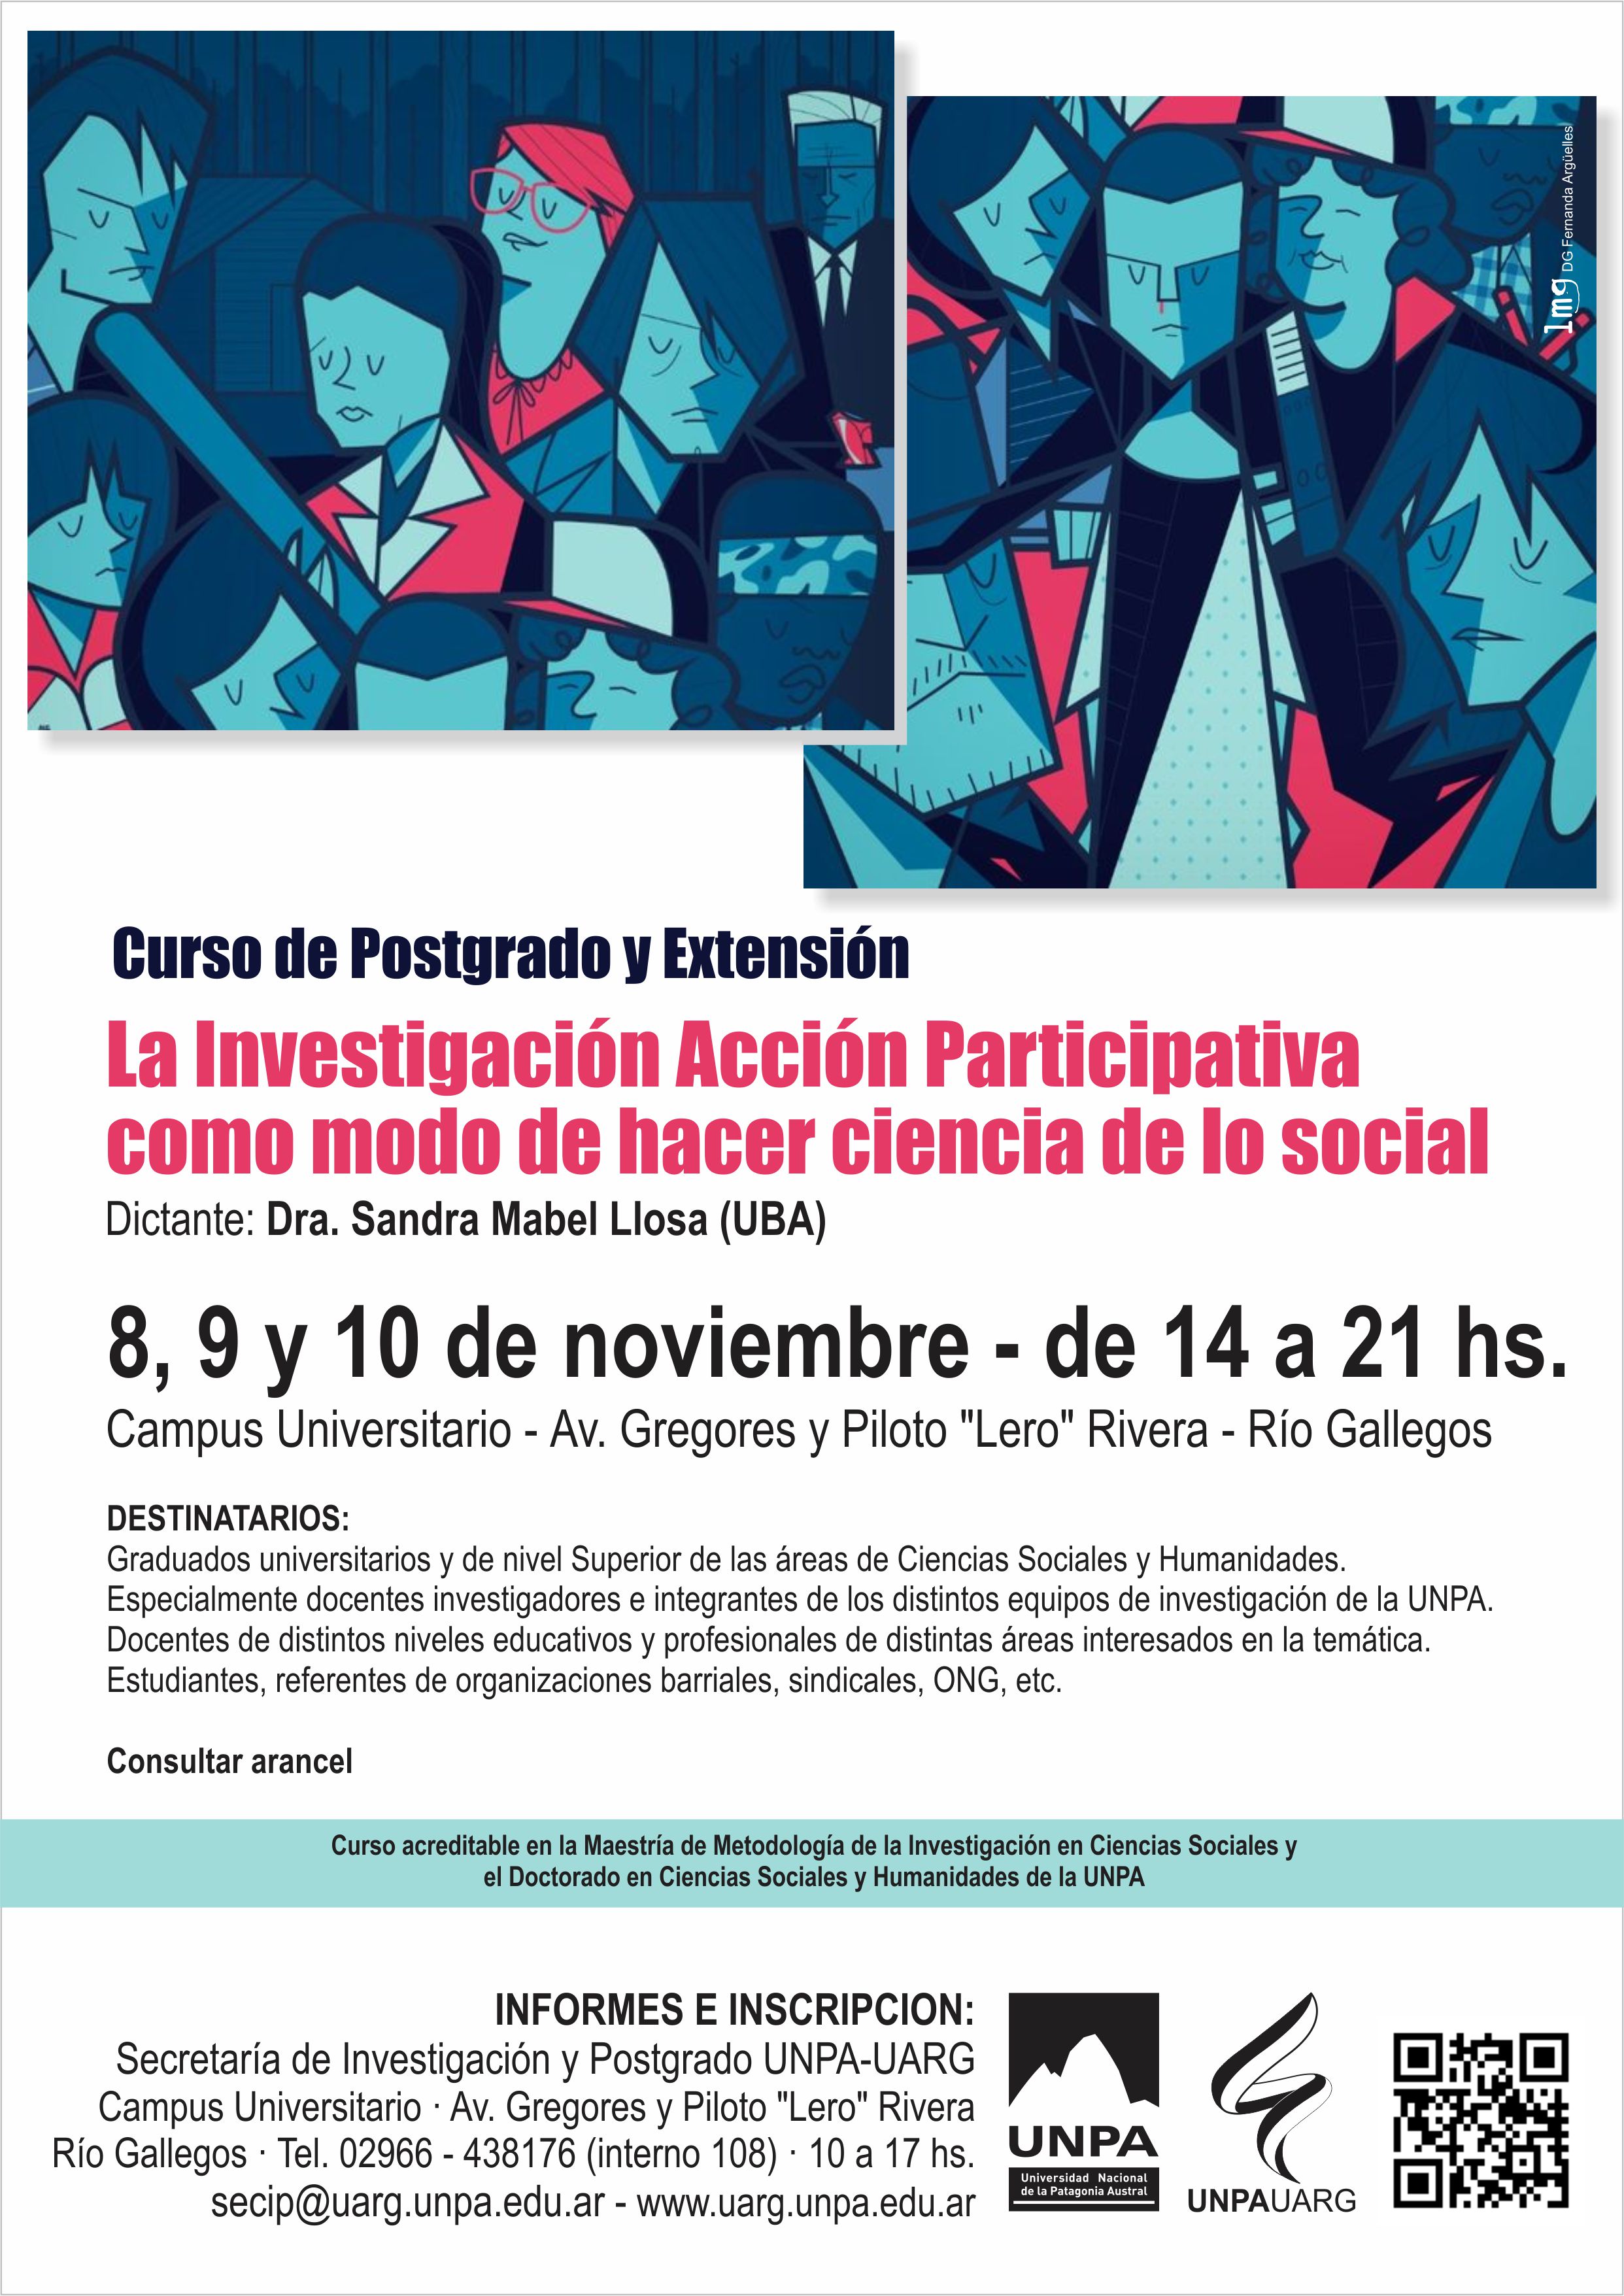 lmg DG Fernanda Argüelles
Curso de Postgrado y Extensión
La Investigación Acción Participativa
como modo de hacer ciencia de lo social
Dictante: Dra. Sandra Mabel Llosa (UBA)
8, 9 y 10 de noviembre - de 14 a 21 hs.
Campus Universitario - Av. Gregores y Piloto "Lero" Rivera - Río Gallegos
DESTINATARIOS:
Graduados universitarios y de nivel Superior de las áreas de Ciencias Sociales y Humanidades.
Especialmente docentes investigadores e integrantes de los distintos equipos de investigación de la UNPA.
Docentes de distintos niveles educativos y profesionales de distintas áreas interesados en la temática.
Estudiantes, referentes de organizaciones barriales, sindicales, ONG, etc.
Consultar arancel
Curso acreditable en la Maestría de Metodología de la Investigación en Ciencias Sociales y
el Doctorado en Ciencias Sociales y Humanidades de la UNPA
INFORMES E INSCRIPCION:
Secretaría de Investigación y Postgrado UNPA-UARG
Campus Universitario · Av. Gregores y Piloto "Lero" Rivera
Río Gallegos · Tel. 02966 - 438176 (interno 108) · 10 a 17 hs.
secip@uarg.unpa.edu.ar - www.uarg.unpa.edu.ar
UNPA
Universidad Nacional
de la Patagonia Austral
UNPAUARG